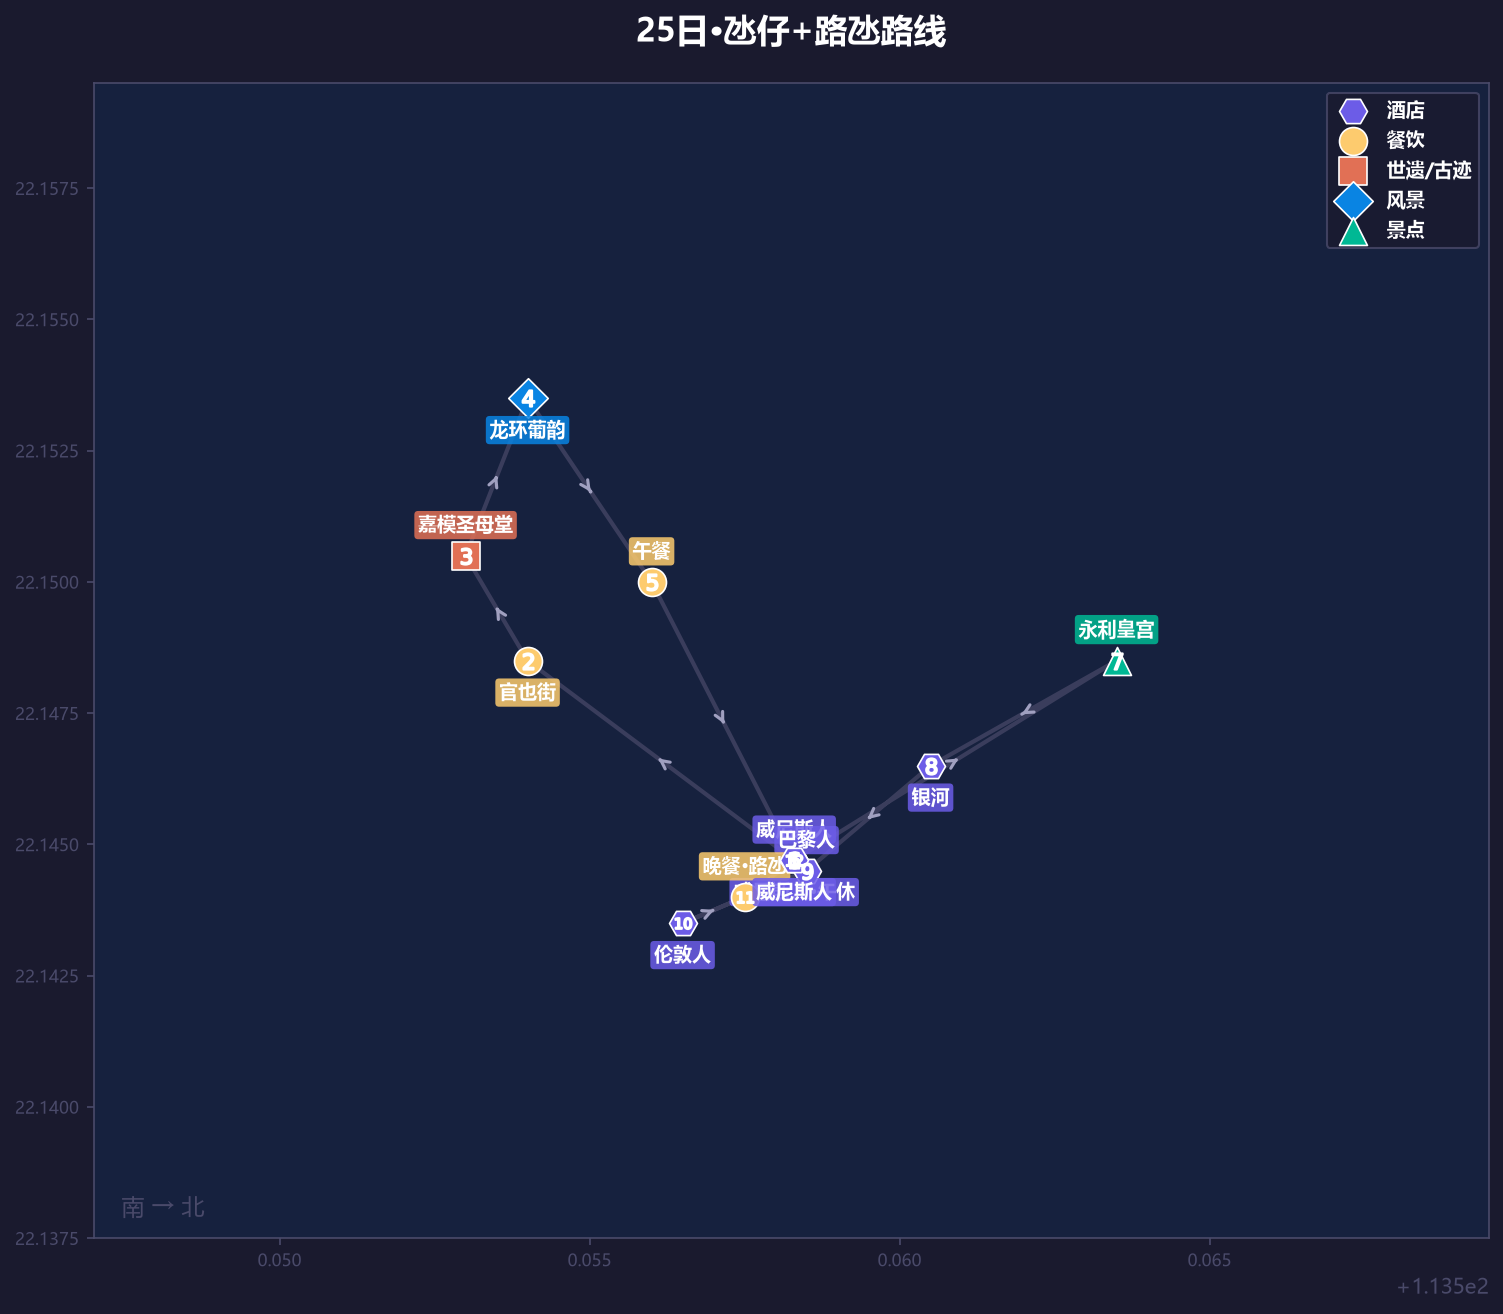 25日·氹仔+路氹路线
酒店
餐饮
世遗/古迹
风景
景点
22.1575
22.1550
22.1525
22.1500
22.1475
22.1450
22.1425
22.1400
22.1375
4
龙环葡韵
嘉模圣母堂
3
午餐
5
永利皇宫
7
2
官也街
8
银河
威尼斯人
巴黎人
晚餐·路氹
9
威尼斯人 休
11
10
伦敦人
南 → 北
0.050
0.055
0.060
0.065
+1.135e2